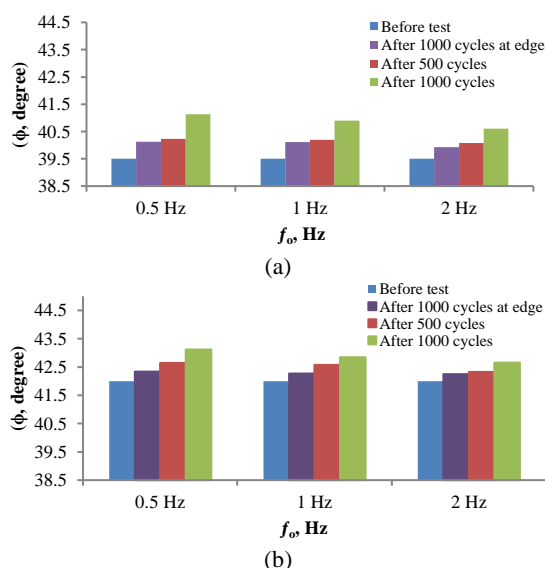 44.5
43.5
42.5
41.5
40.5
39.5
38.5
(ϕ, degree)
Before test
After 1000 cycles at edge
After 500 cycles
After 1000 cycles
0.5 Hz
1 Hz
2 Hz
fₒ, Hz
(a)
44.5
43.5
42.5
41.5
40.5
39.5
38.5
(ϕ, degree)
Before test
After 1000 cycles at edge
After 500 cycles
After 1000 cycles
0.5 Hz
1 Hz
2 Hz
fₒ, Hz
(b)